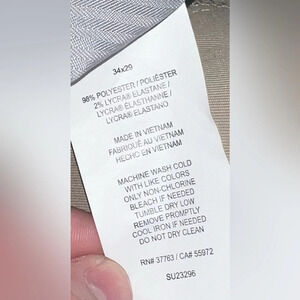 34x29
98% POLYESTER / POLIÉSTER
2% LYCRA® ELASTANE /
LYCRA® ÉLASTHANNE /
LYCRA® ELASTANO
MADE IN VIETNAM
FABRIQUÉ AU VIETNAM
HECHO EN VIETNAM
MACHINE WASH COLD
WITH LIKE COLORS
ONLY NON-CHLORINE
BLEACH IF NEEDED
TUMBLE DRY LOW
REMOVE PROMPTLY
COOL IRON IF NEEDED
DO NOT DRY CLEAN
RN# 37763 / CA# 55972
SU23296